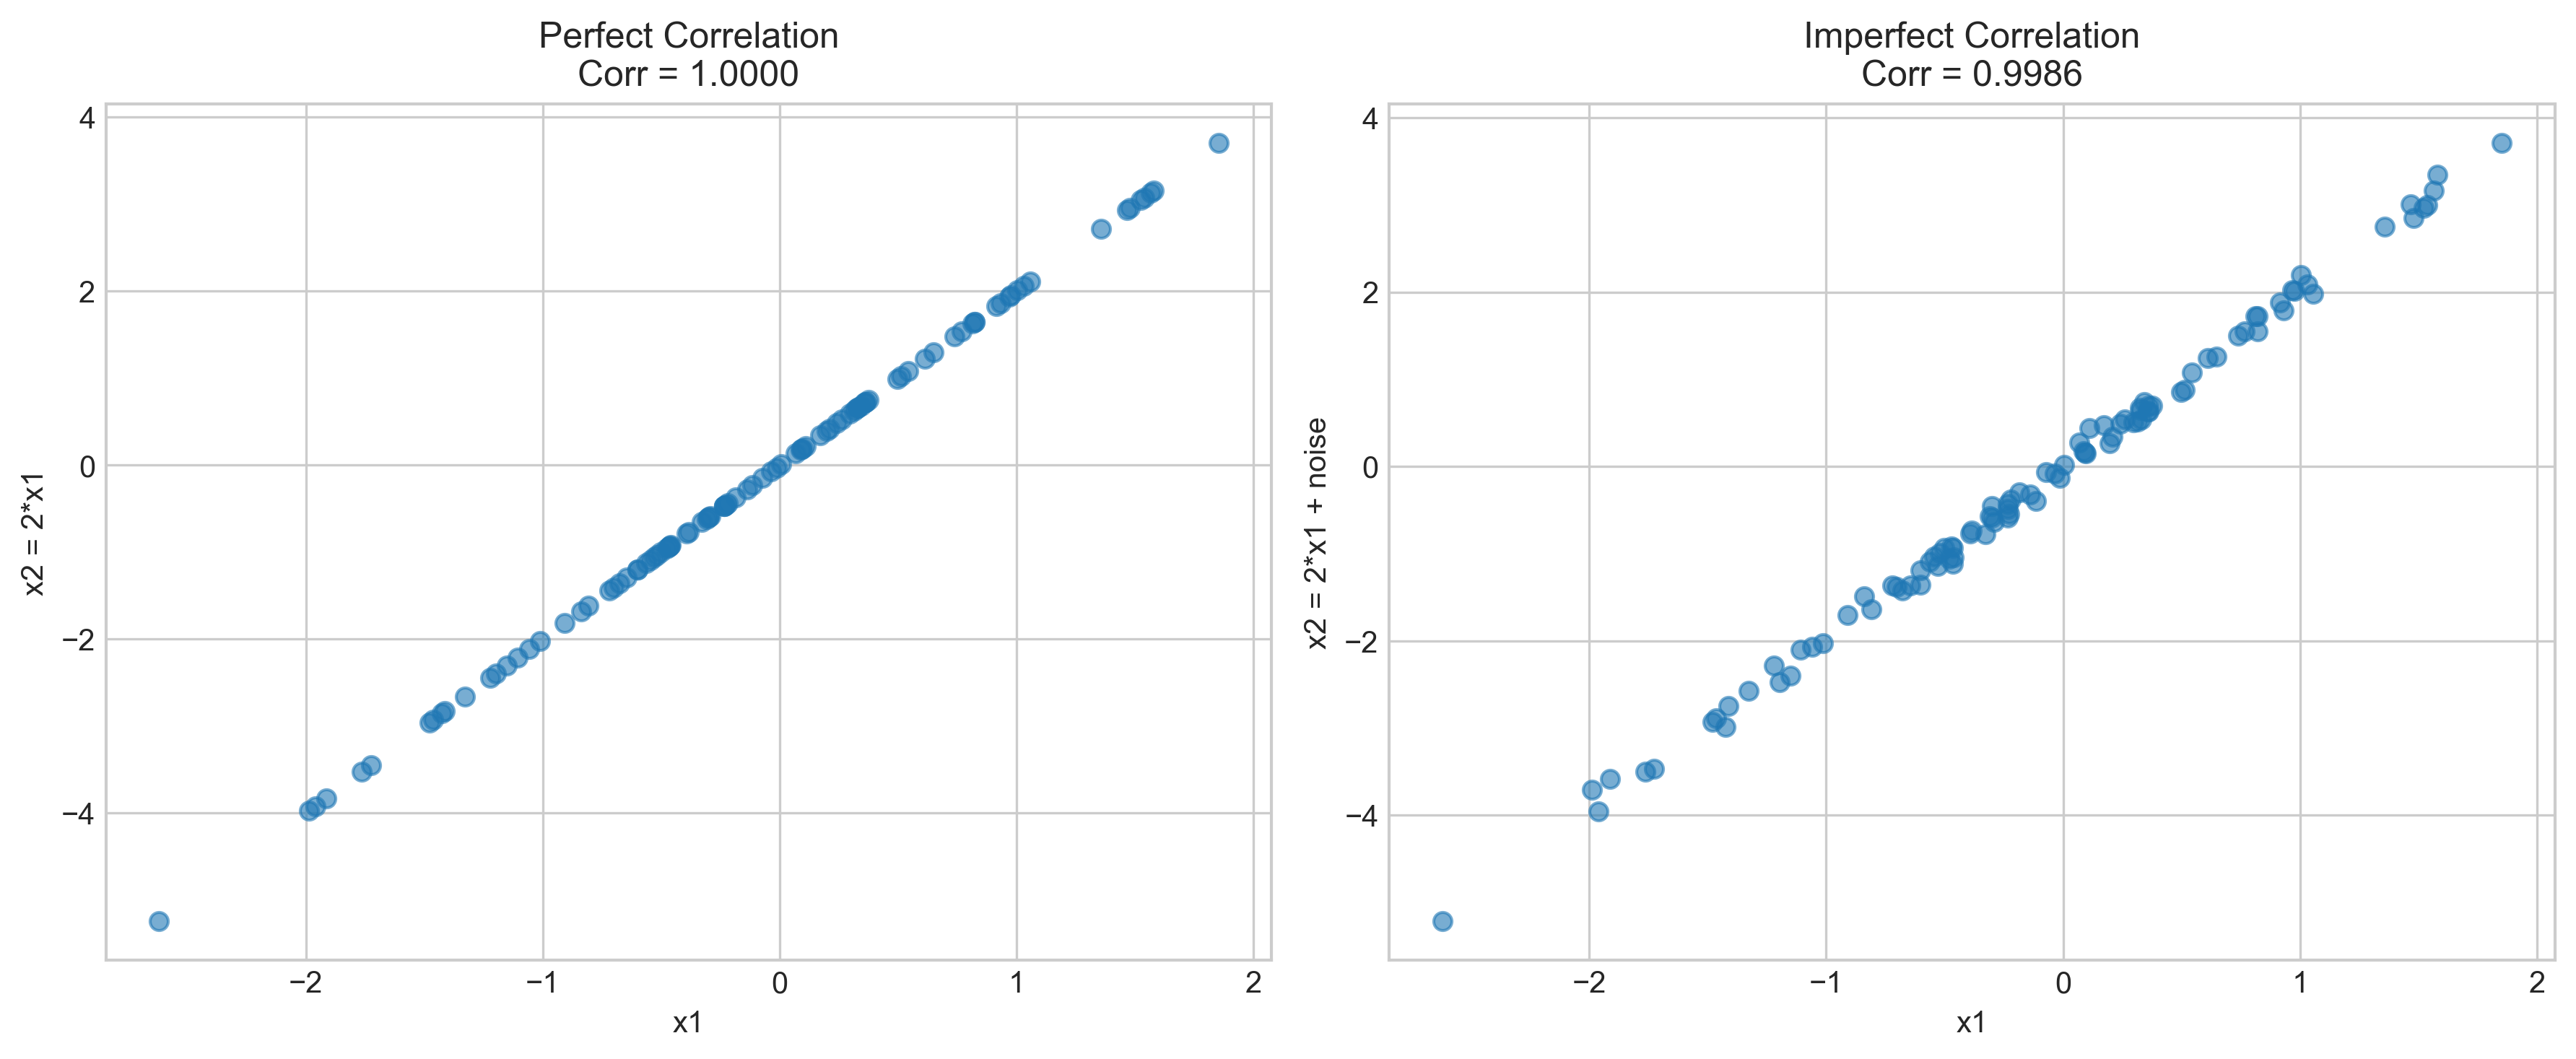 Perfect Correlation
Corr = 1.0000
4
2
0
−2
−4
x2 = 2*x1
−2
−1
0
1
2
x1
Imperfect Correlation
Corr = 0.9986
4
2
0
−2
−4
x2 = 2*x1 + noise
−2
−1
0
1
2
x1